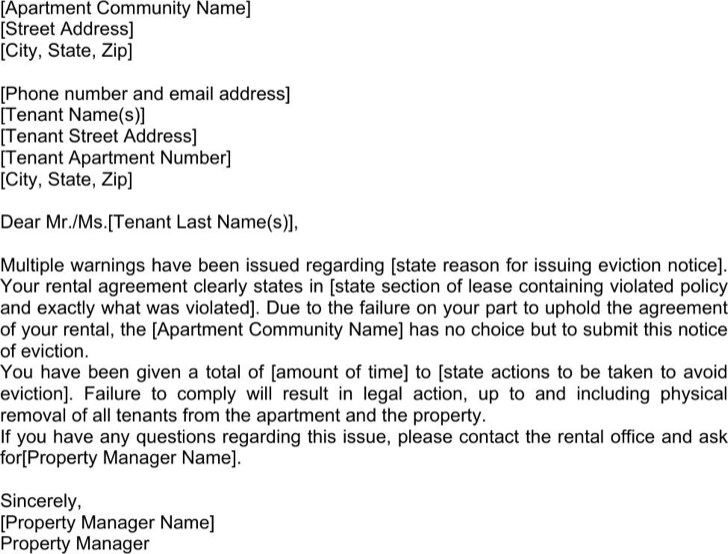 [Apartment Community Name]
[Street Address]
[City, State, Zip]
[Phone number and email address]
[Tenant Name(s)]
[Tenant Street Address]
[Tenant Apartment Number]
[City, State, Zip]
Dear Mr./Ms.[Tenant Last Name(s)],
Multiple warnings have been issued regarding [state reason for issuing eviction notice].
Your rental agreement clearly states in [state section of lease containing violated policy
and exactly what was violated]. Due to the failure on your part to uphold the agreement
of your rental, the [Apartment Community Name] has no choice but to submit this notice
of eviction.
You have been given a total of [amount of time] to [state actions to be taken to avoid
eviction]. Failure to comply will result in legal action, up to and including physical
removal of all tenants from the apartment and the property.
If you have any questions regarding this issue, please contact the rental office and ask
for[Property Manager Name].
Sincerely,
[Property Manager Name]
Property Manager